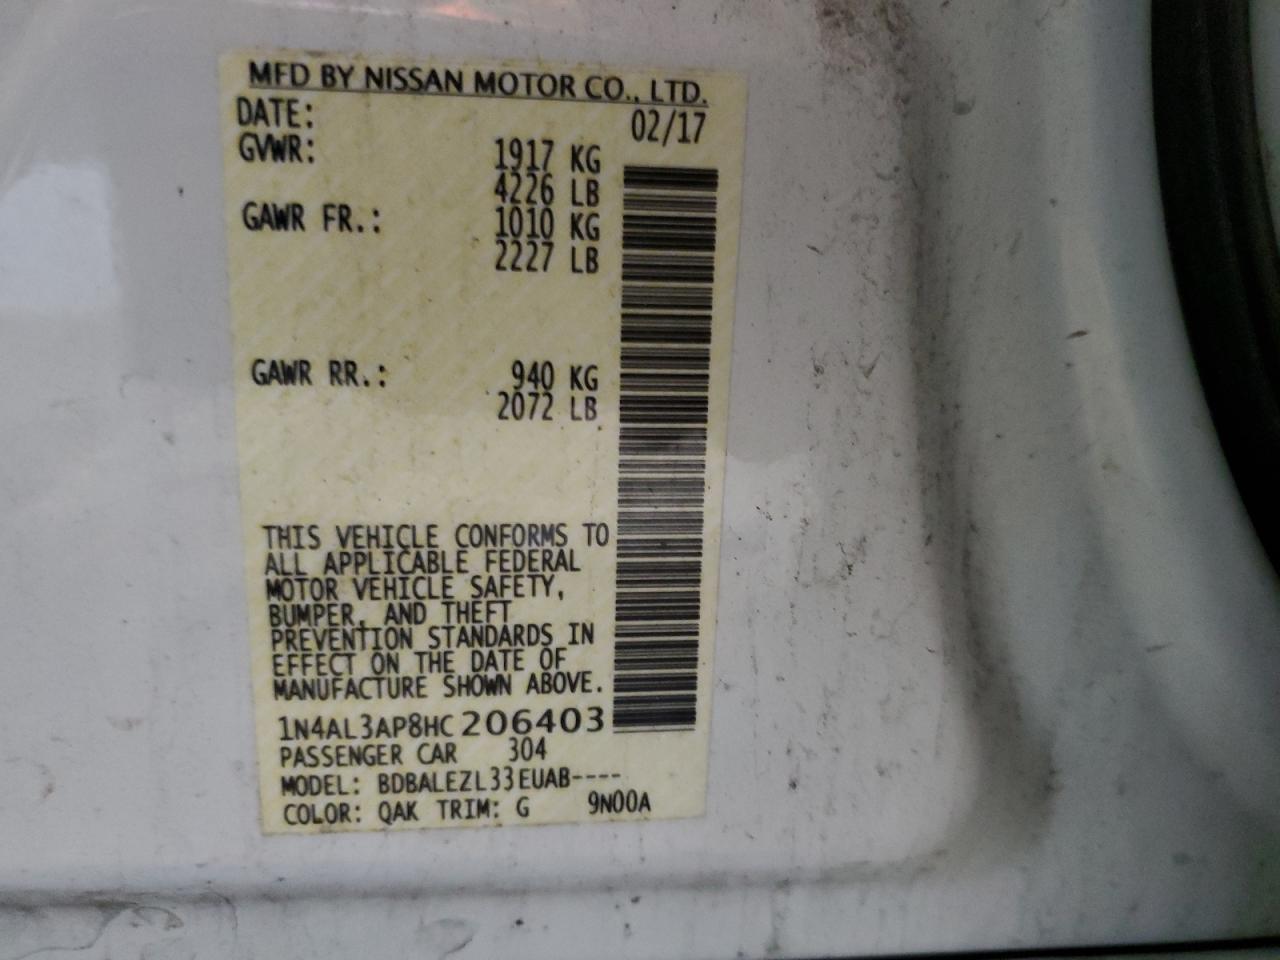 MFD BY NISSAN MOTOR CO., LTD.
DATE: 02/17
GVWR: 1917 KG
4226 LB
GAWR FR.: 1010 KG
2227 LB
GAWR RR.: 940 KG
2072 LB
THIS VEHICLE CONFORMS TO
ALL APPLICABLE FEDERAL
MOTOR VEHICLE SAFETY,
BUMPER, AND THEFT
PREVENTION STANDARDS IN
EFFECT ON THE DATE OF
MANUFACTURE SHOWN ABOVE.
1N4AL3AP8HC206403
PASSENGER CAR 304
MODEL: BDBALEZL33EUAB----
COLOR: QAK TRIM: G 9N00A